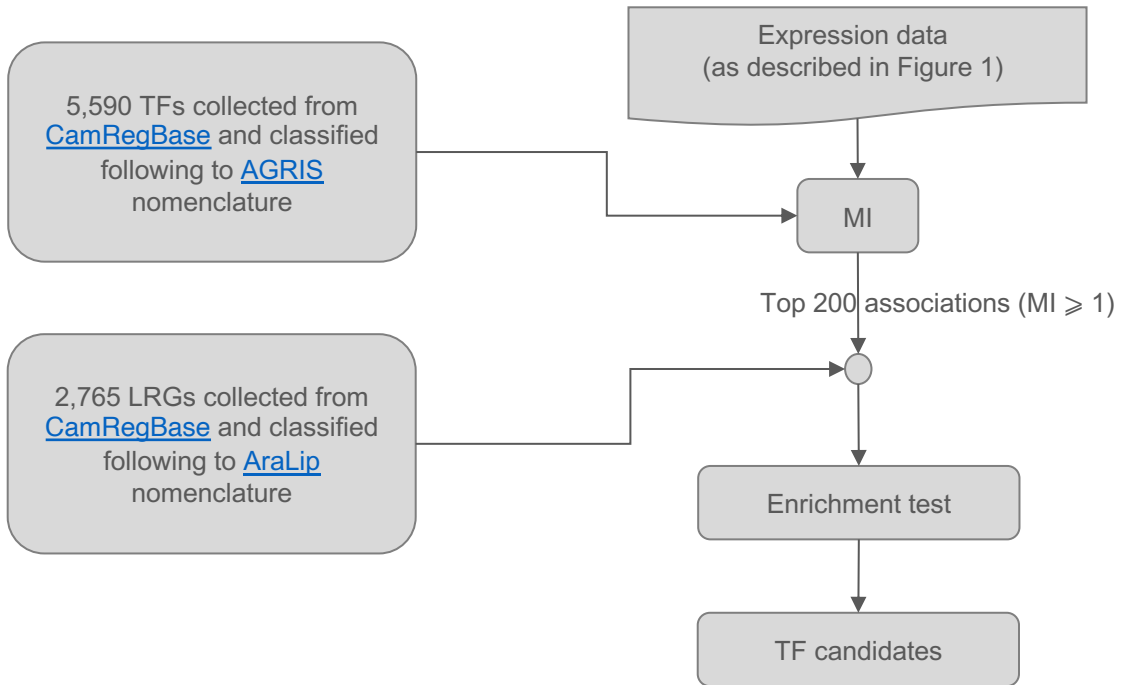 Expression data
(as described in Figure 1)
5,590 TFs collected from
CamRegBase and classified
following to AGRIS
nomenclature
MI
Top 200 associations (MI ⩾ 1)
2,765 LRGs collected from
CamRegBase and classified
following to AraLip
nomenclature
Enrichment test
TF candidates